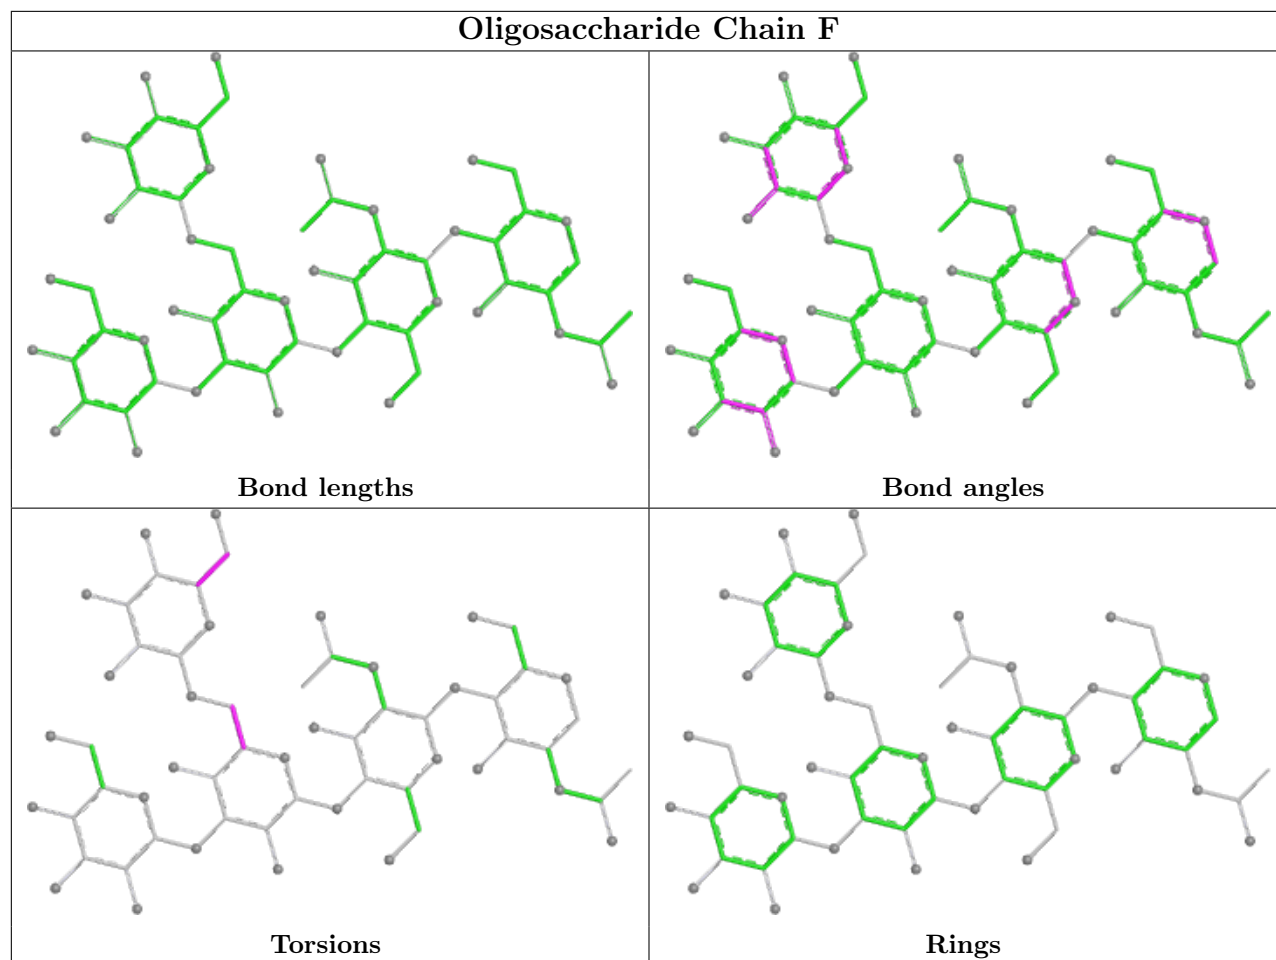 Oligosaccharide Chain F
Bond lengths
Bond angles
Torsions
Rings